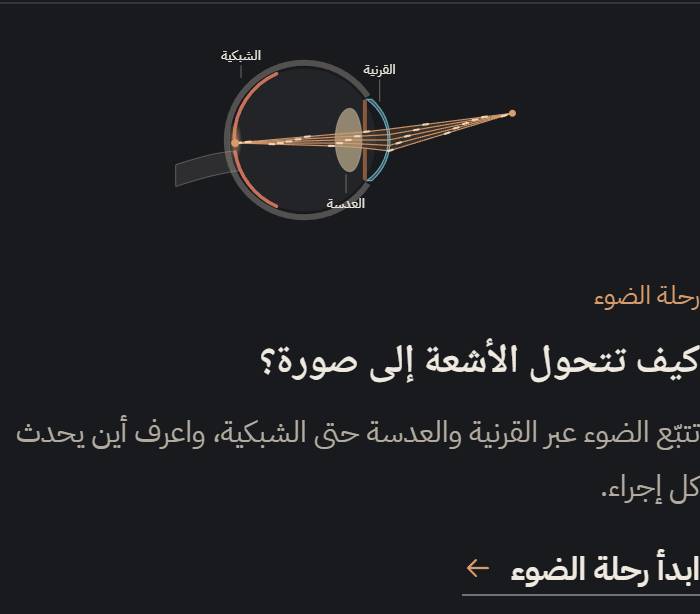 الشبكية
القرنية
العدسة
رحلة الضوء
كيف تتحول الأشعة إلى صورة؟
تتبّع الضوء عبر القرنية والعدسة حتى الشبكية، واعرف أين يحدث
كل إجراء.
ابدأ رحلة الضوء ←